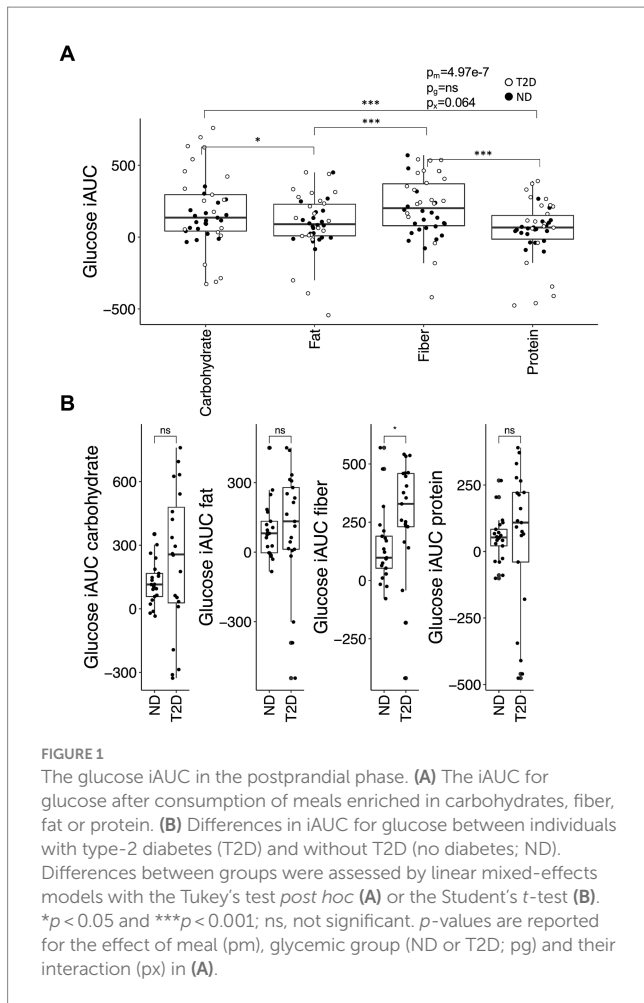 A
pm=4.97e-7
pg=ns
px=0.064
T2D
ND
***
* ***
***
Glucose iAUC
500
0
−500
Carbohydrate
Fat
Fiber
Protein
B
Glucose iAUC carbohydrate
ns
600
300
0
−300
ND
T2D
Glucose iAUC fat
ns
300
0
−300
ND
T2D
Glucose iAUC fiber
*
500
250
0
−250
ND
T2D
Glucose iAUC protein
ns
250
0
−250
−500
ND
T2D
FIGURE 1
The glucose iAUC in the postprandial phase. (A) The iAUC for
glucose after consumption of meals enriched in carbohydrates, fiber,
fat or protein. (B) Differences in iAUC for glucose between individuals
with type-2 diabetes (T2D) and without T2D (no diabetes; ND).
Differences between groups were assessed by linear mixed-effects
models with the Tukey’s test post hoc (A) or the Student’s t-test (B).
*p < 0.05 and ***p < 0.001; ns, not significant. p-values are reported
for the effect of meal (pm), glycemic group (ND or T2D; pg) and their
interaction (px) in (A).